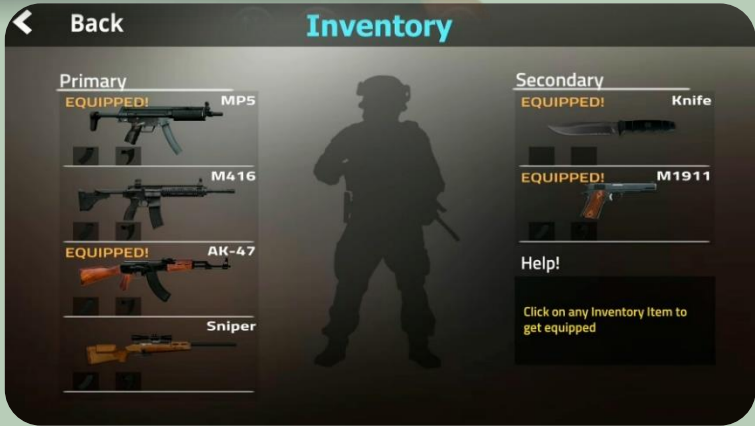 Back
Inventory
Primary
EQUIPPED!
MP5
M416
EQUIPPED!
AK-47
Sniper
Secondary
EQUIPPED!
Knife
EQUIPPED!
M1911
Help!
Click on any Inventory Item to
get equipped